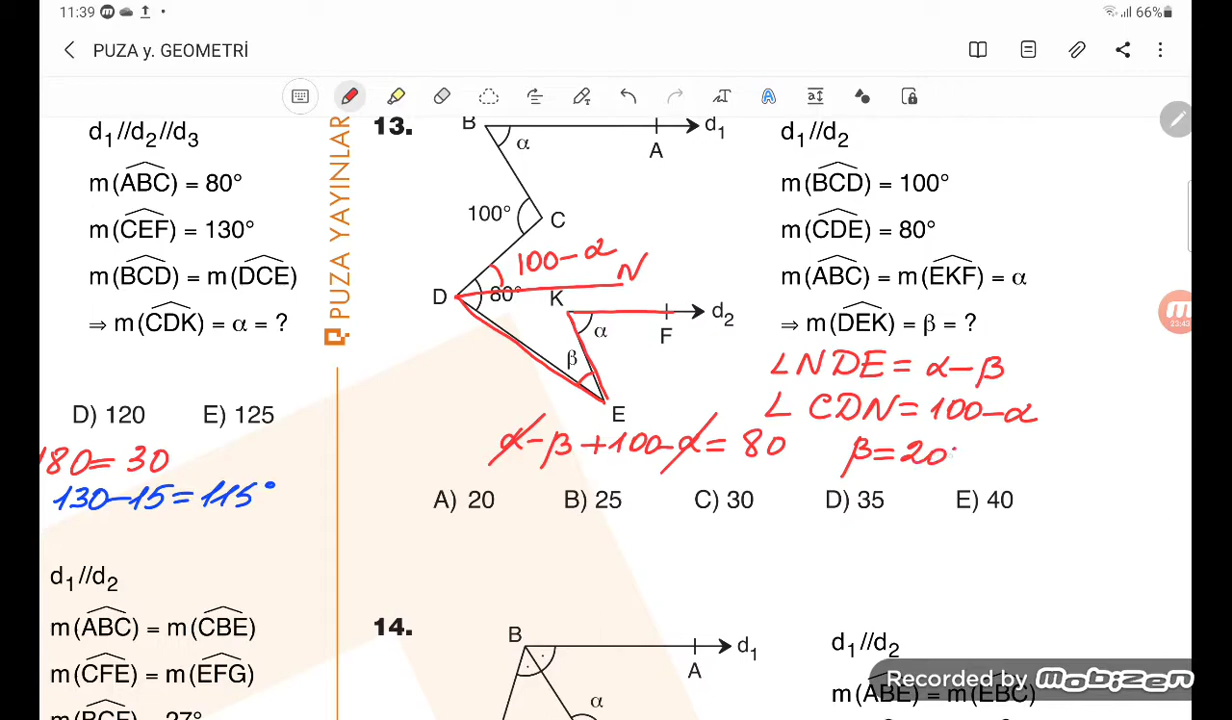 11:39
66%
PUZA y. GEOMETRİ
d1//d2//d3
m(ABC) = 80°
m(CEF) = 130°
m(BCD) = m(DCE)
⇒ m(CDK) = α = ?
D) 120 E) 125
180= 30
130-15=115°
d1//d2
m(ABC) = m(CBE)
m(CFE) = m(EFG)
PUZA YAYINLAR
13.
B
α
A
d1
100°
C
100-α
N
D
80°
K
F
d2
α
β
E
d1//d2
m(BCD) = 100°
m(CDE) = 80°
m(ABC) = m(EKF) = α
⇒ m(DEK) = β = ?
∠NDE = α-β
∠CDN = 100-α
α-β+100-α = 80
β=20
A) 20 B) 25 C) 30 D) 35 E) 40
14.
B
A
d1
α
d1//d2
m(ABE) = m(EBC)
Recorded by mobizen
23:43